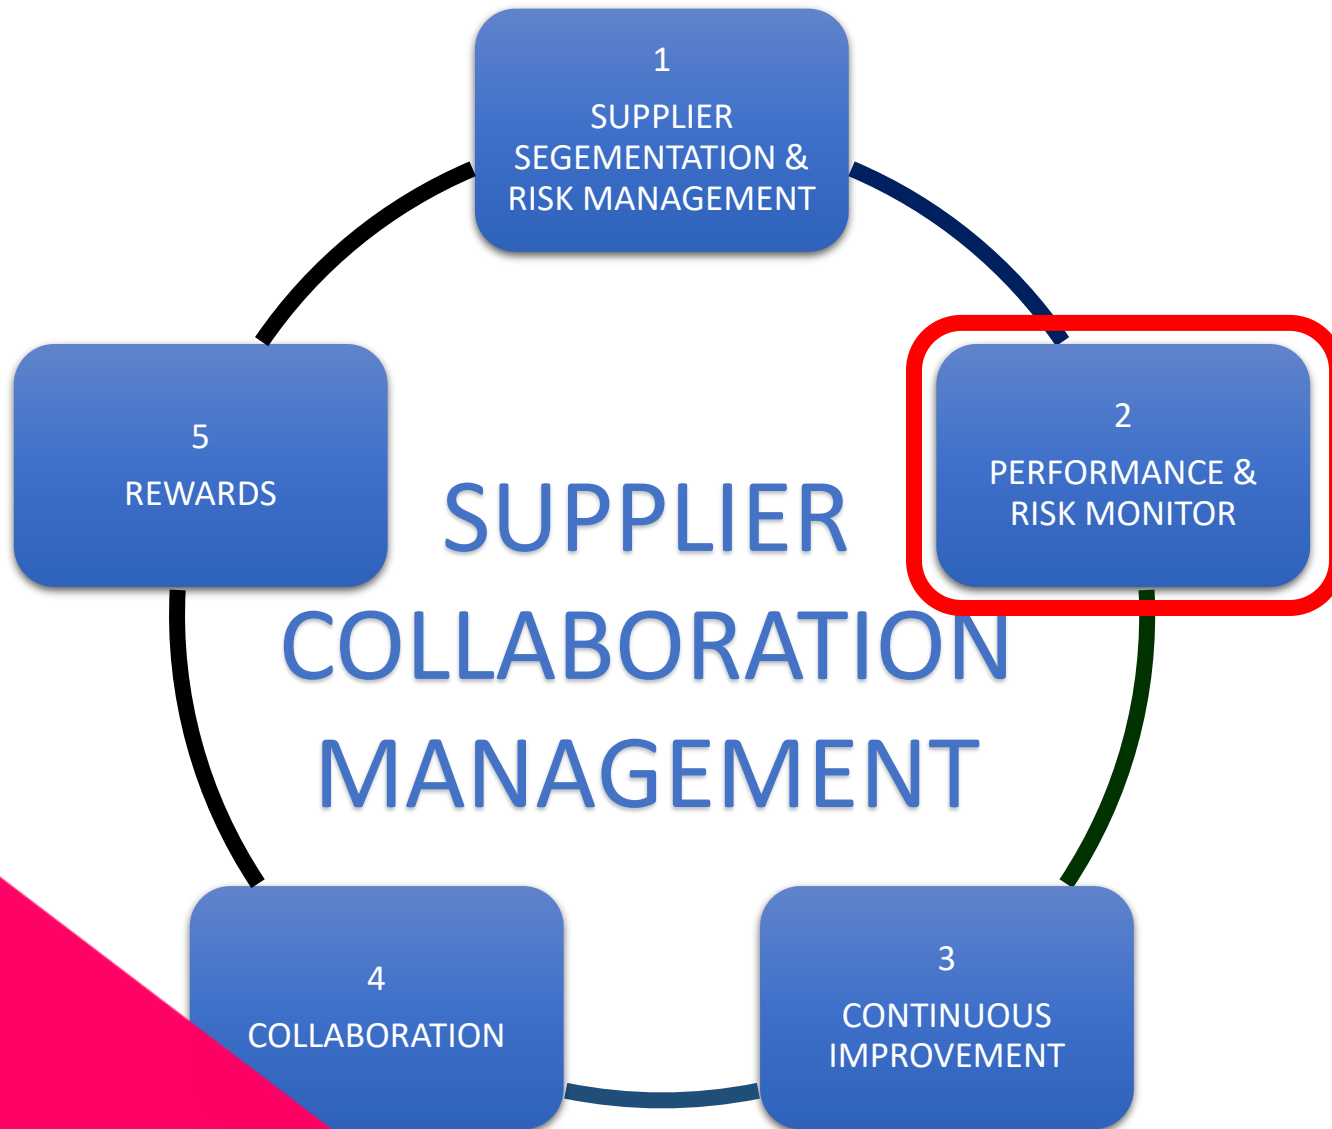 1
SUPPLIER
SEGEMENTATION &
RISK MANAGEMENT
2
PERFORMANCE &
RISK MONITOR
3
CONTINUOUS
IMPROVEMENT
4
COLLABORATION
5
REWARDS
SUPPLIER
COLLABORATION
MANAGEMENT